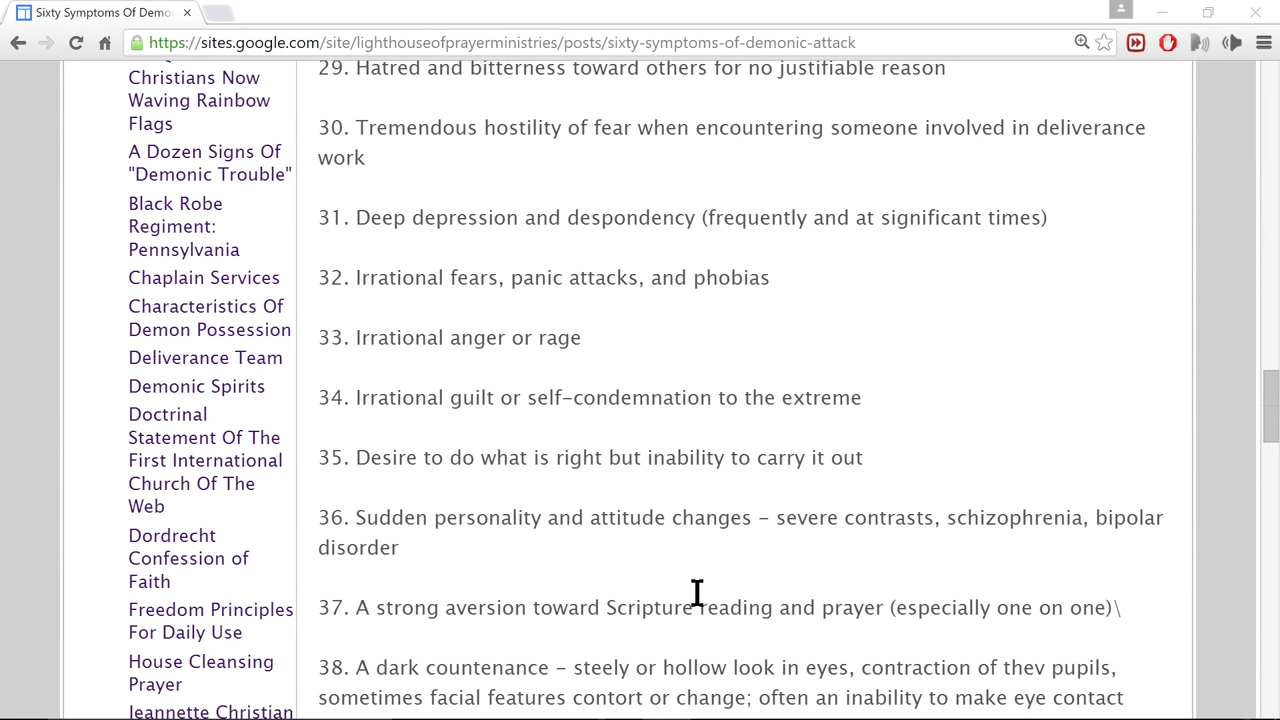 Sixty Symptoms Of Demo
https://sites.google.com/site/lighthouseofprayerministries/posts/sixty-symptoms-of-demonic-attack
Christians Now
Waving Rainbow
Flags
A Dozen Signs Of
"Demonic Trouble"
Black Robe
Regiment:
Pennsylvania
Chaplain Services
Characteristics Of
Demon Possession
Deliverance Team
Demonic Spirits
Doctrinal
Statement Of The
First International
Church Of The
Web
Dordrecht
Confession of
Faith
Freedom Principles
For Daily Use
House Cleansing
Prayer
Jeannette Christian
29. Hatred and bitterness toward others for no justifiable reason
30. Tremendous hostility of fear when encountering someone involved in deliverance
work
31. Deep depression and despondency (frequently and at significant times)
32. Irrational fears, panic attacks, and phobias
33. Irrational anger or rage
34. Irrational guilt or self-condemnation to the extreme
35. Desire to do what is right but inability to carry it out
36. Sudden personality and attitude changes – severe contrasts, schizophrenia, bipolar
disorder
37. A strong aversion toward Scripture reading and prayer (especially one on one)\
38. A dark countenance – steely or hollow look in eyes, contraction of thev pupils,
sometimes facial features contort or change; often an inability to make eye contact